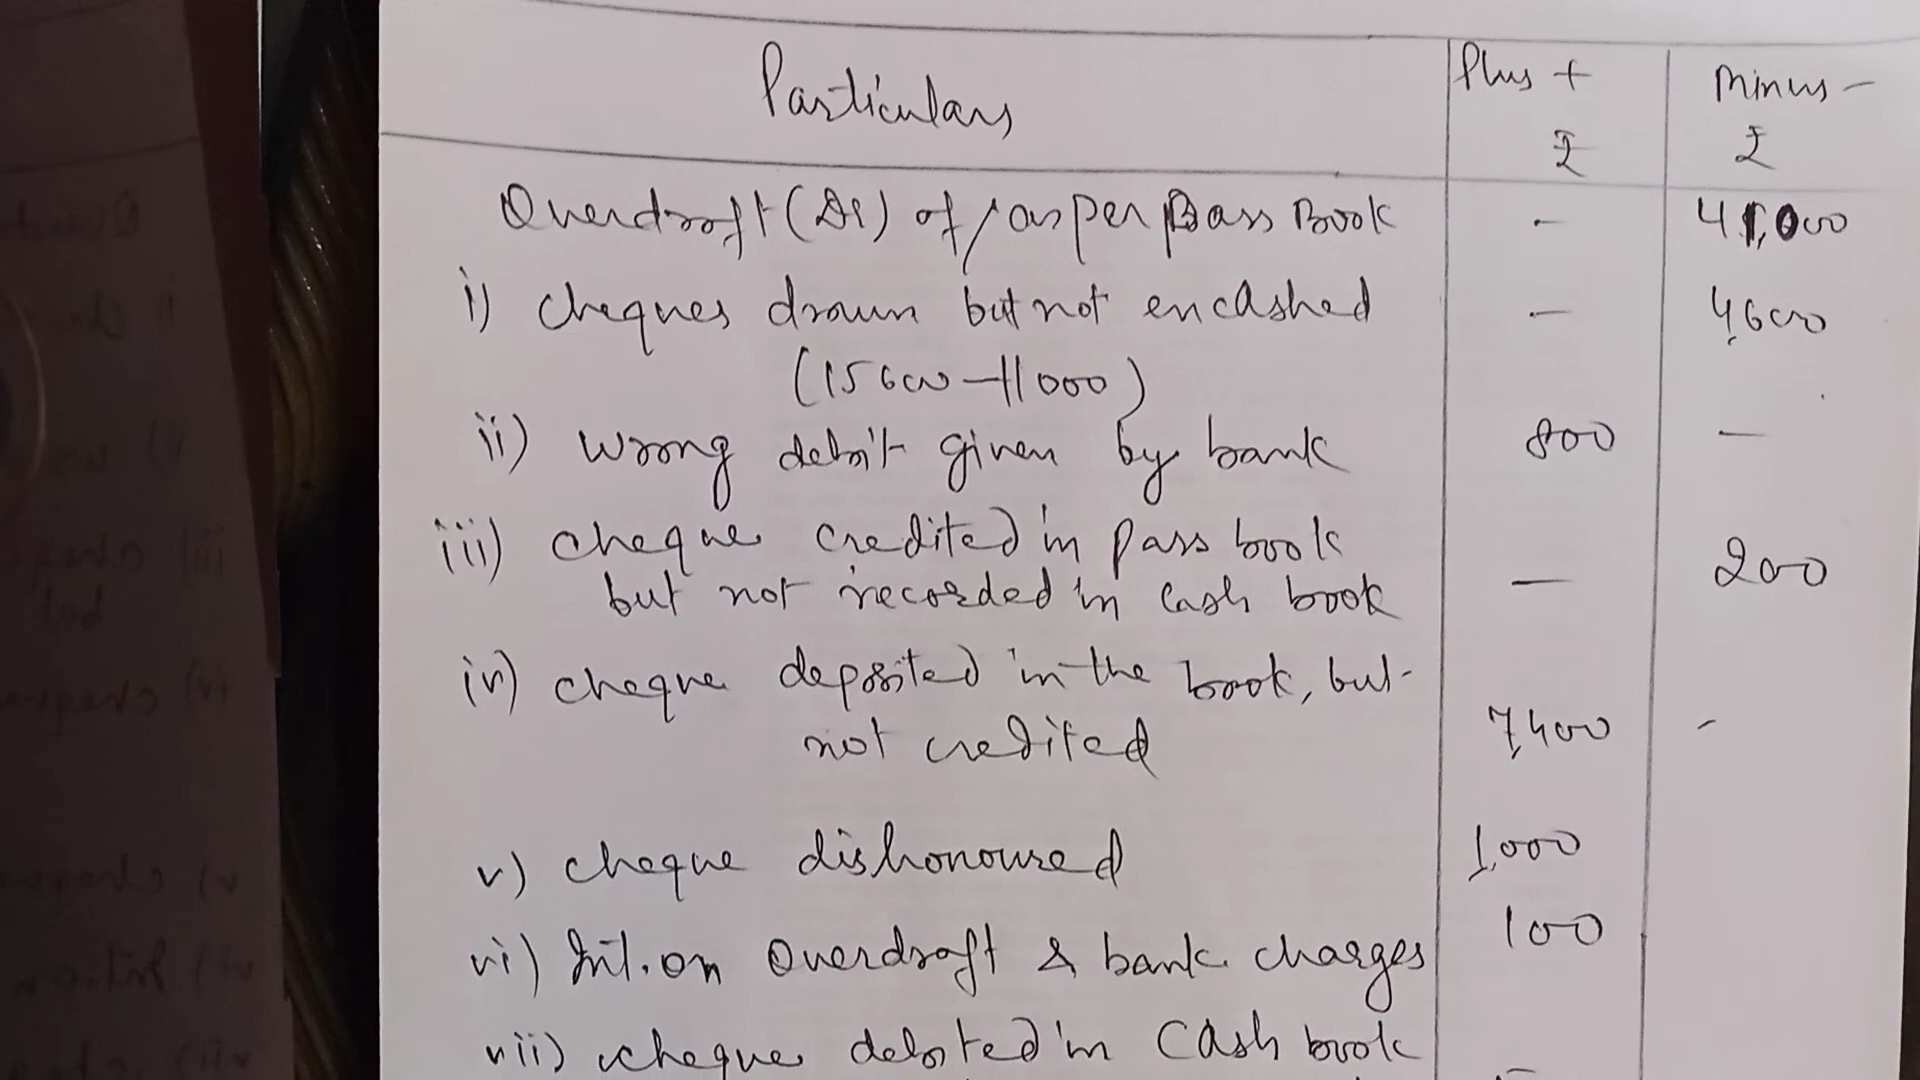 Particulars Plus + Minus -
₹ ₹
Overdraft (Dr) of / as per Pass Book - 41,000
i) Cheques drawn but not encashed - 4,600
(15600-11000)
ii) wrong debit given by bank 800 -
iii) cheque credited in pass book
but not recorded in cash book - 200
iv) cheque deposited in the book, but
not credited 7,400 -
v) cheque dishonoured 1,000
vi) Int. on Overdraft & bank charges 100
vii) cheque debited in Cash book